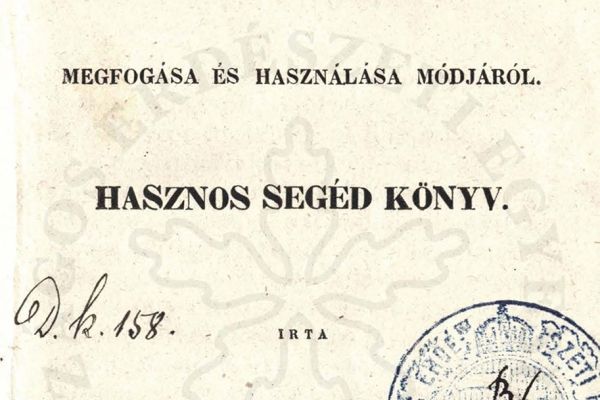 MEGFOGÁSA ÉS HASZNÁLÁSA MÓDJÁRÓL.
HASZNOS SEGÉD KÖNYV.
D. k. 158.
IRTA